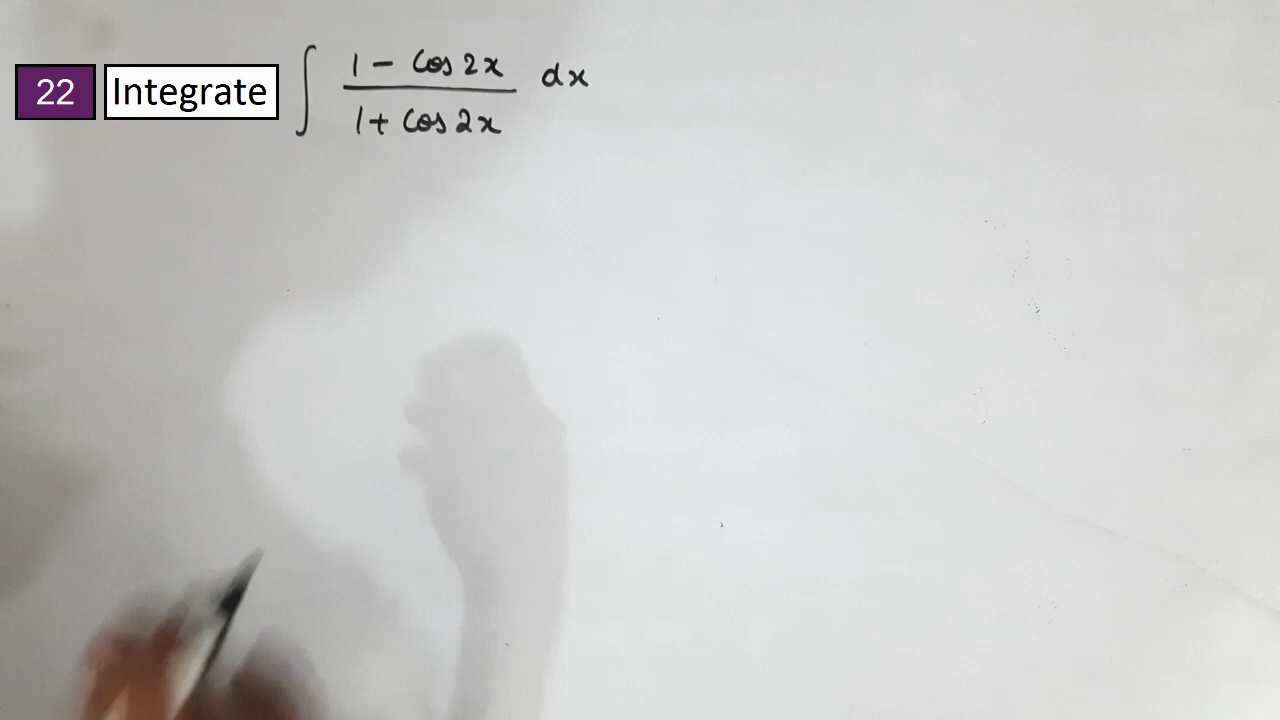 22 Integrate ∫ (1 - cos 2x)/(1 + cos 2x) dx